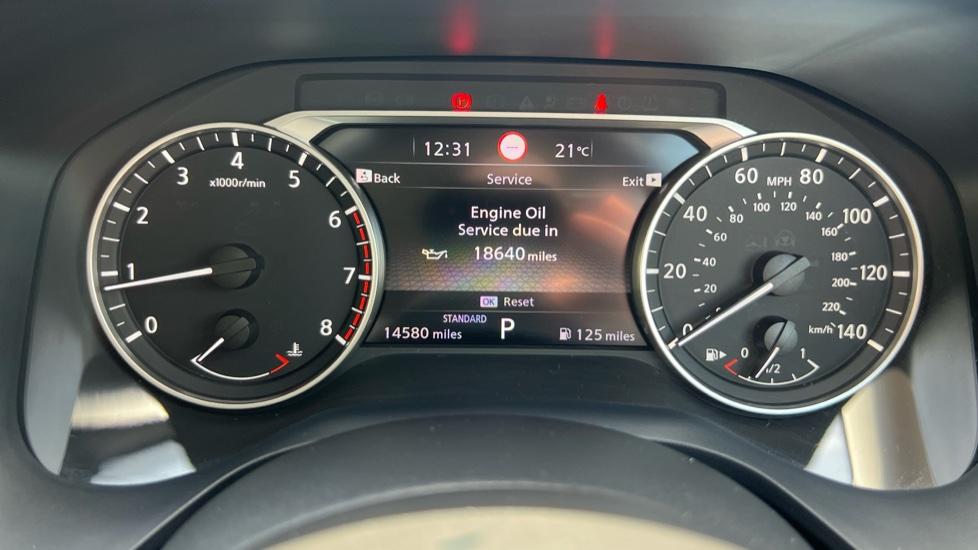 12:31
---
21°C
Back
Service
Exit
Engine Oil
Service due in
18640 miles
OK Reset
STANDARD
14580 miles
P
125 miles
0
1
2
3
4
5
6
7
8
x1000r/min
0
20
40
60
80
100
120
140
MPH
20
40
60
80
100
120
140
160
180
200
220
km/h
0
1/2
1